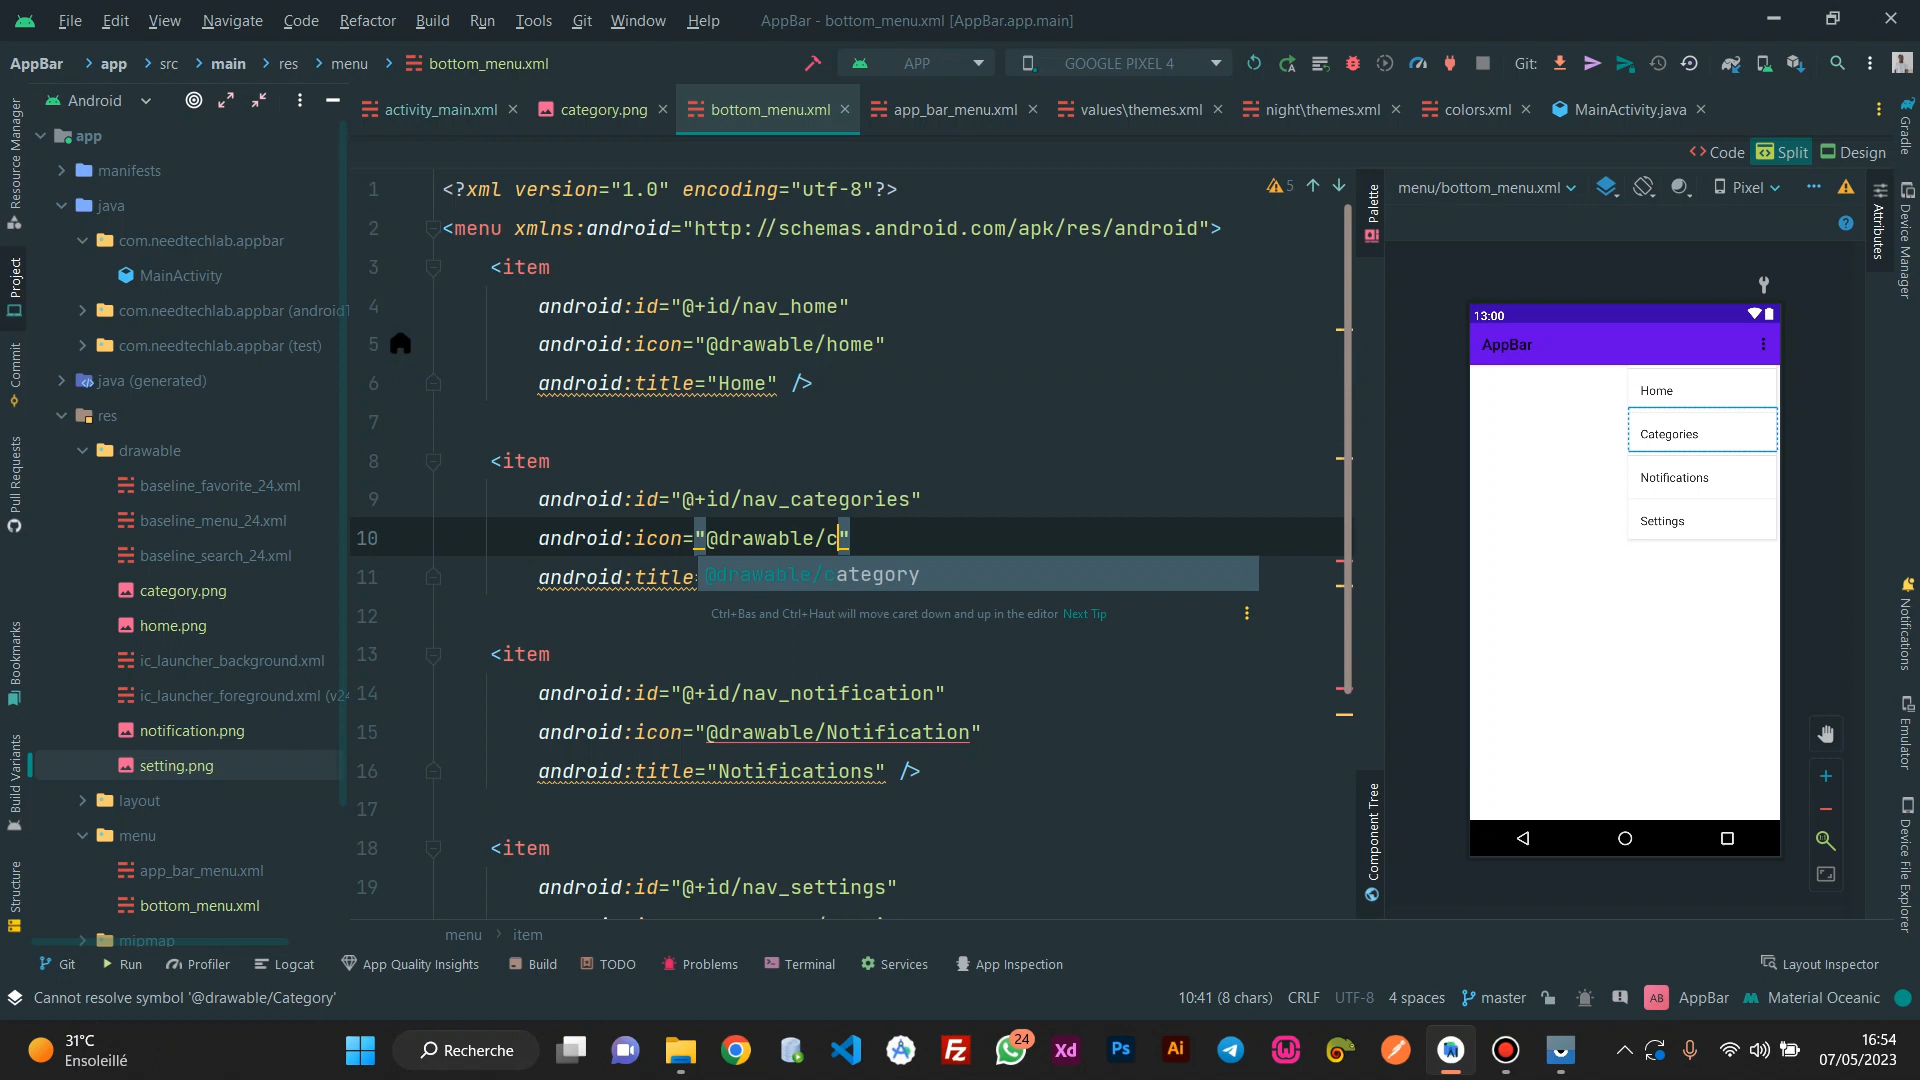 File Edit View Navigate Code Refactor Build Run Tools Git Window Help AppBar - bottom_menu.xml [AppBar.app.main]
AppBar app src main res menu bottom_menu.xml APP GOOGLE PIXEL 4 Git:
Android
activity_main.xml category.png bottom_menu.xml app_bar_menu.xml values\themes.xml night\themes.xml colors.xml MainActivity.java
Code Split Design
Resource Manager
Project
Commit
Pull Requests
Bookmarks
Build Variants
Structure
app
manifests
java
com.needtechlab.appbar
MainActivity
com.needtechlab.appbar (androidT
com.needtechlab.appbar (test)
java (generated)
res
drawable
baseline_favorite_24.xml
baseline_menu_24.xml
baseline_search_24.xml
category.png
home.png
ic_launcher_background.xml
ic_launcher_foreground.xml (v24
notification.png
setting.png
layout
menu
app_bar_menu.xml
bottom_menu.xml
mipmap
1 <?xml version="1.0" encoding="utf-8"?>
2 <menu xmlns:android="http://schemas.android.com/apk/res/android">
3 <item
4 android:id="@+id/nav_home"
5 android:icon="@drawable/home"
6 android:title="Home" />
7
8 <item
9 android:id="@+id/nav_categories"
10 android:icon="@drawable/c"
11 android:title=
@drawable/category
Ctrl+Bas and Ctrl+Haut will move caret down and up in the editor Next Tip
12
13 <item
14 android:id="@+id/nav_notification"
15 android:icon="@drawable/Notification"
16 android:title="Notifications" />
17
18 <item
19 android:id="@+id/nav_settings"
5
menu item
Palette
Component Tree
menu/bottom_menu.xml Pixel
13:00
AppBar
Home
Categories
Notifications
Settings
Attributes
Gradle
Device Manager
Notifications
Emulator
Device File Explorer
Git Run Profiler Logcat App Quality Insights Build TODO Problems Terminal Services App Inspection Layout Inspector
Cannot resolve symbol '@drawable/Category' 10:41 (8 chars) CRLF UTF-8 4 spaces master AB AppBar Material Oceanic
31°C
Ensoleillé
Recherche
24
Xd Ps Ai
16:54
07/05/2023